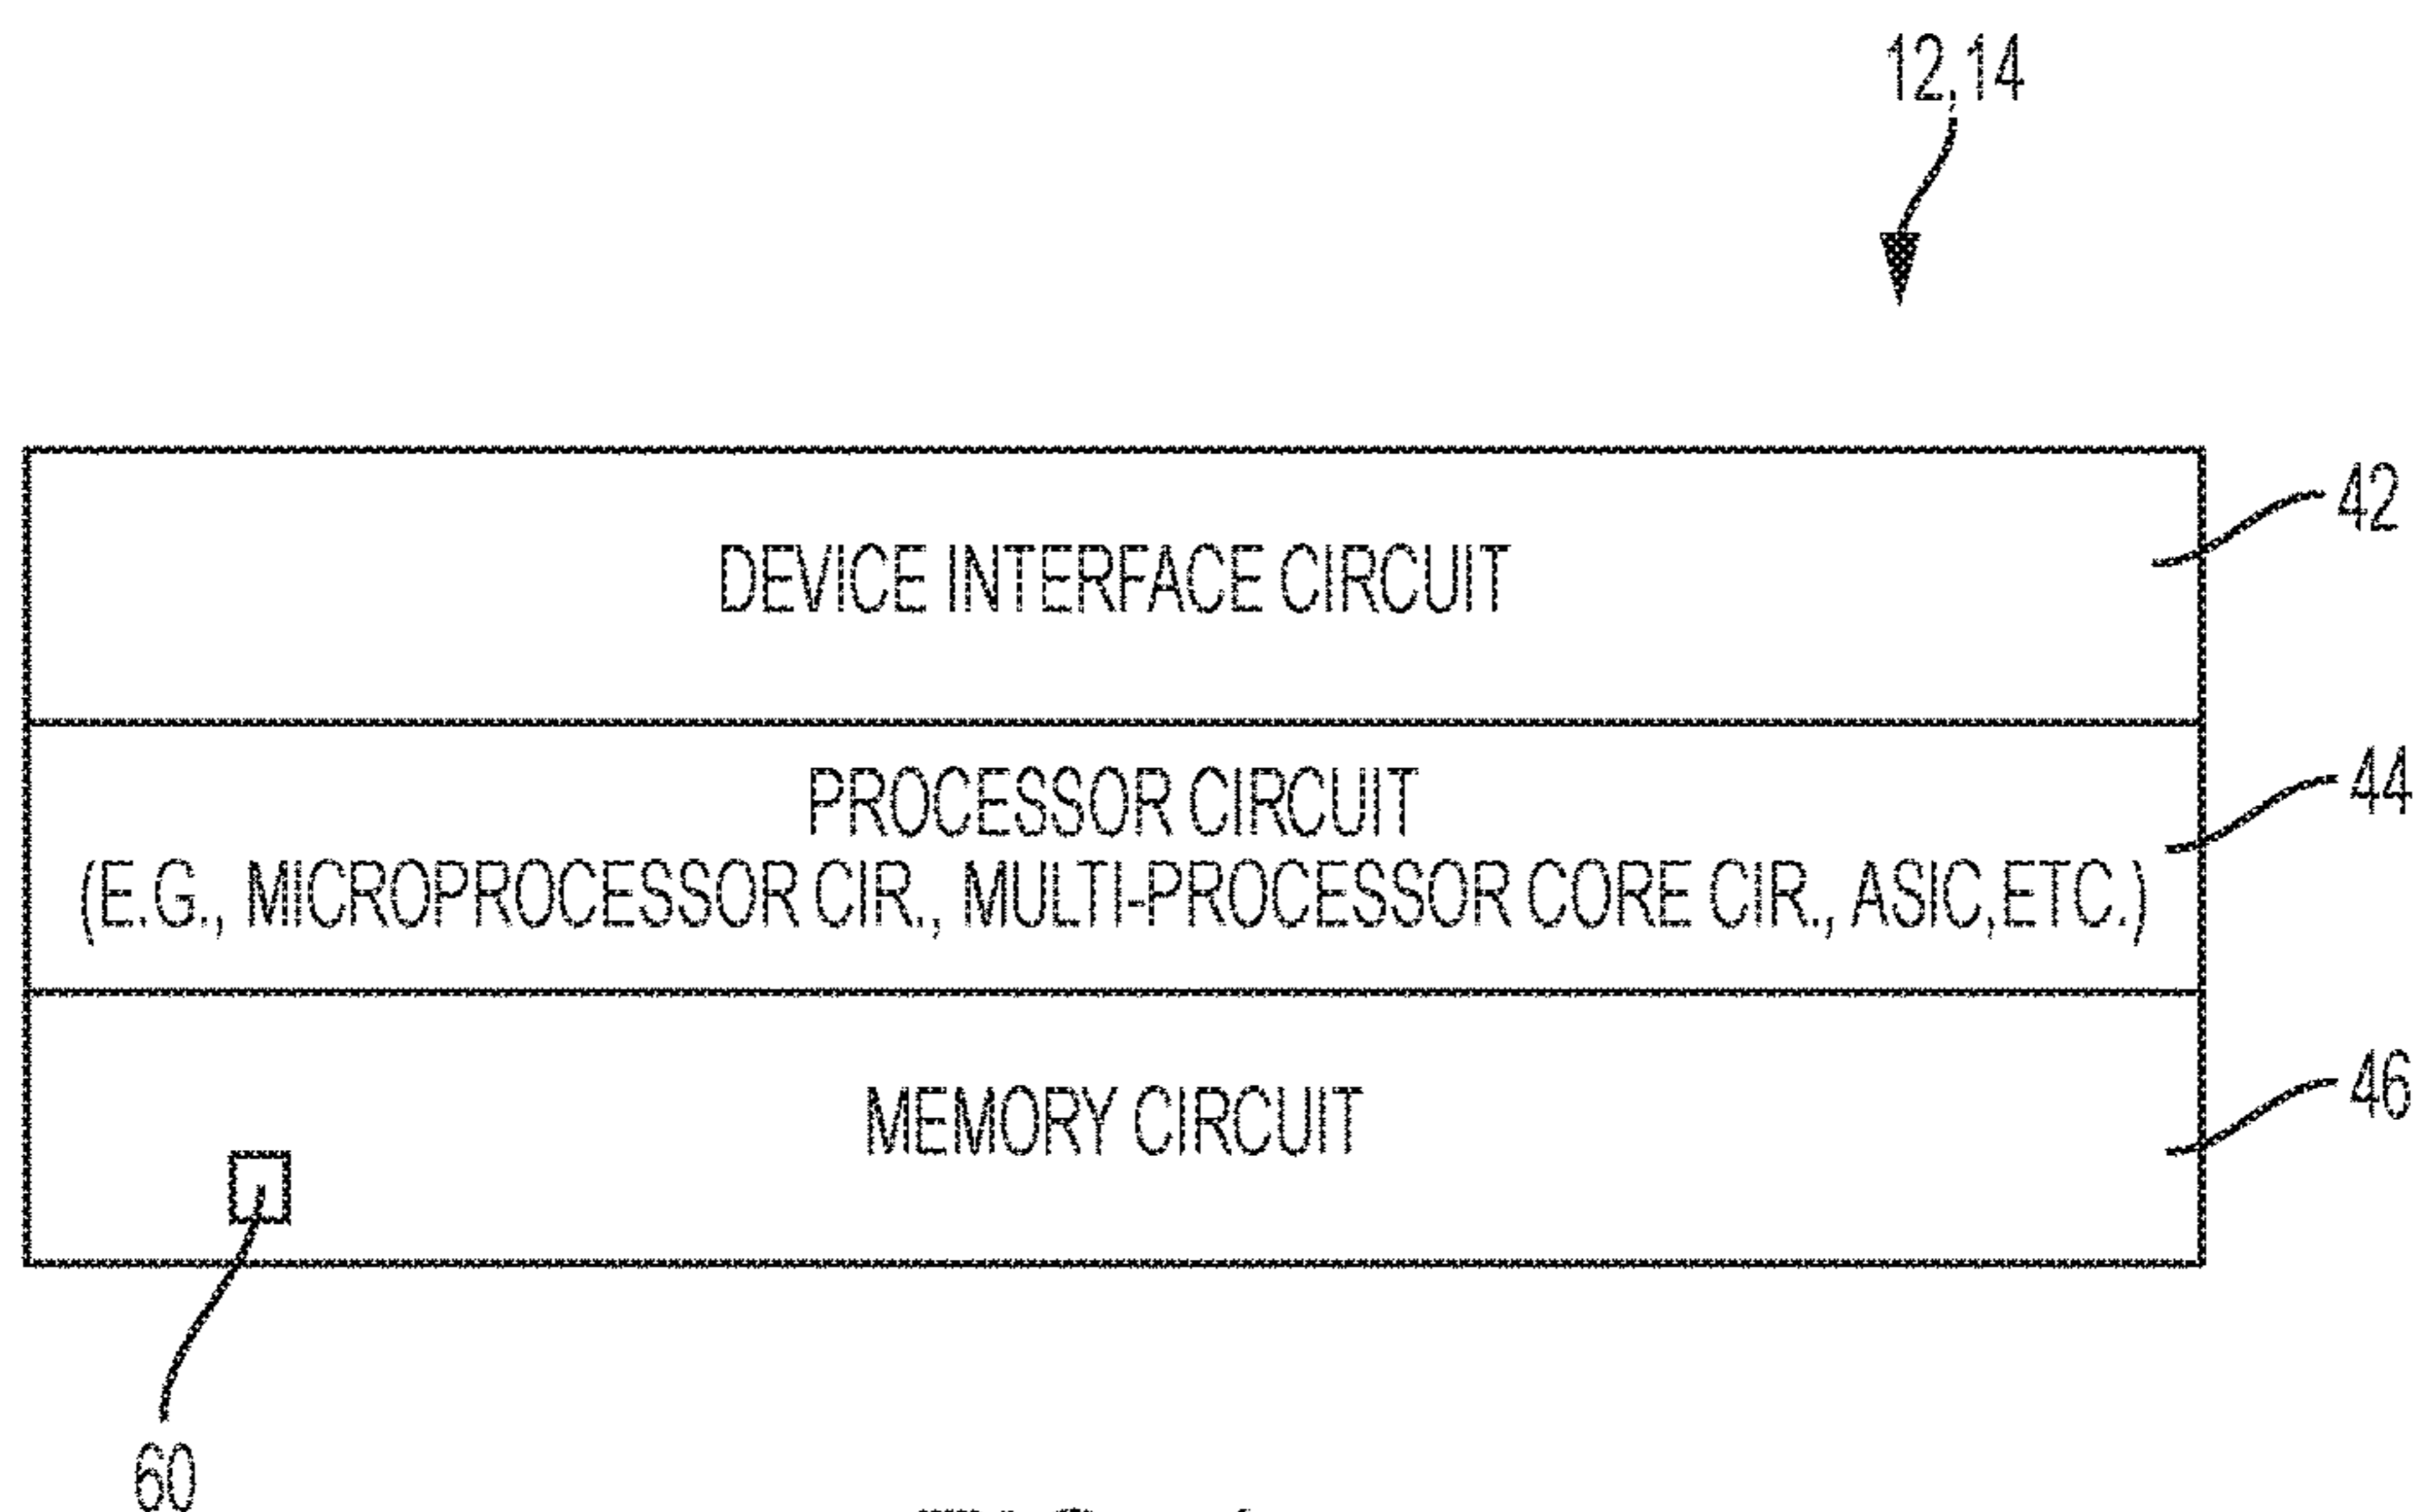 12,14
DEVICE INTERFACE CIRCUIT
42
PROCESSOR CIRCUIT
44
(E.G., MICROPROCESSOR CIR., MULTI-PROCESSOR CORE CIR., ASIC,ETC.)
MEMORY CIRCUIT
46
60